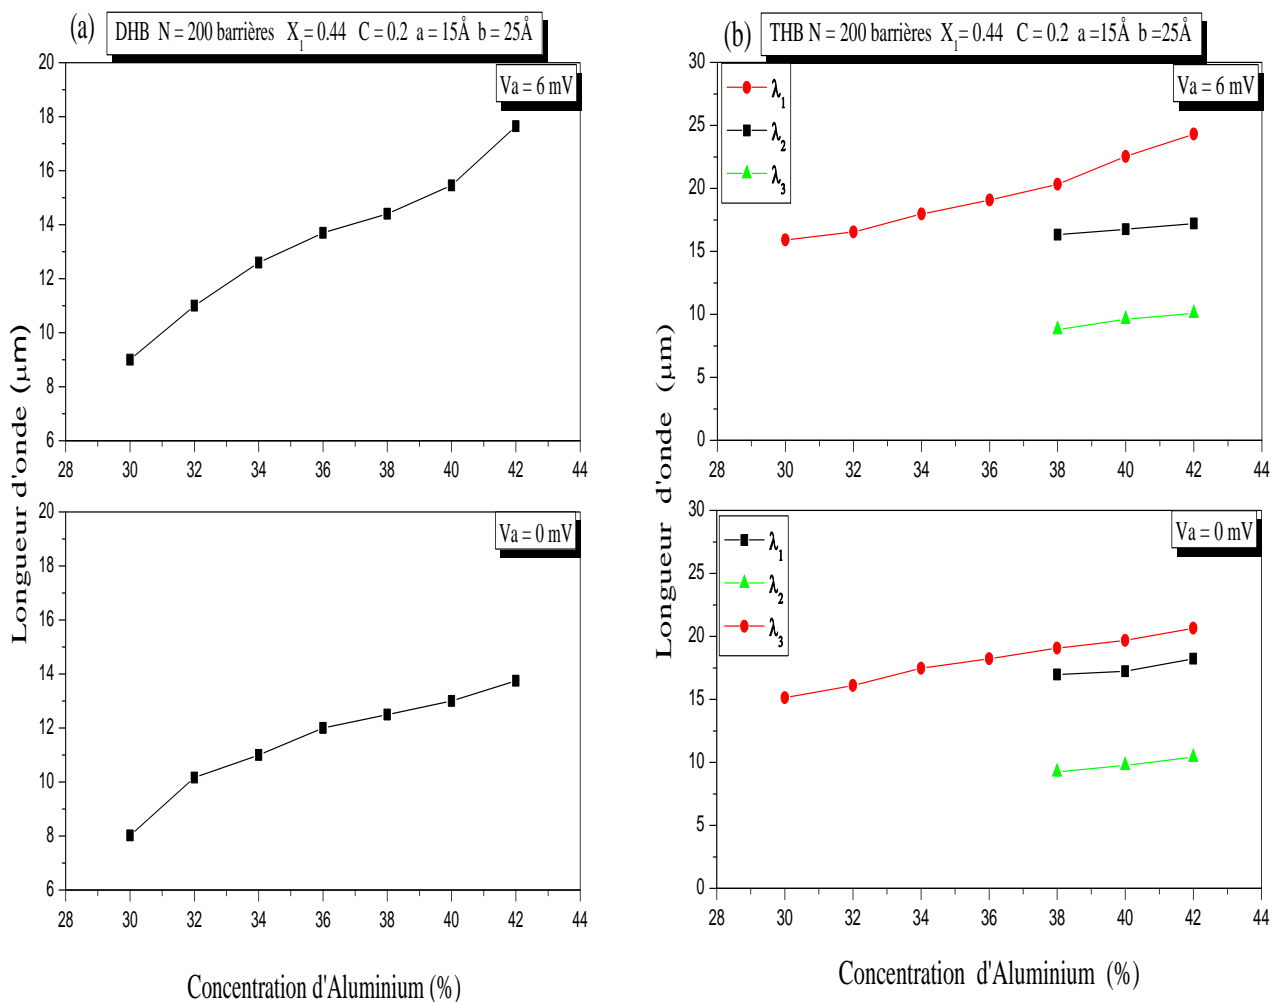 (a) DHB N = 200 barrières X1 = 0.44 C = 0.2 a = 15Å b = 25Å
Va = 6 mV
20
18
16
14
12
10
8
6
28 30 32 34 36 38 40 42 44
Va = 0 mV
20
18
16
14
12
10
8
6
28 30 32 34 36 38 40 42 44
Longueur d'onde (μm)
Concentration d'Aluminium (%)
(b) THB N = 200 barrières X1 = 0.44 C = 0.2 a =15Å b =25Å
Va = 6 mV
λ1
λ2
λ3
30
25
20
15
10
5
0
28 30 32 34 36 38 40 42 44
Va = 0 mV
λ1
λ2
λ3
30
25
20
15
10
5
0
28 30 32 34 36 38 40 42 44
Longueur d'onde (μm)
Concentration d'Aluminium (%)